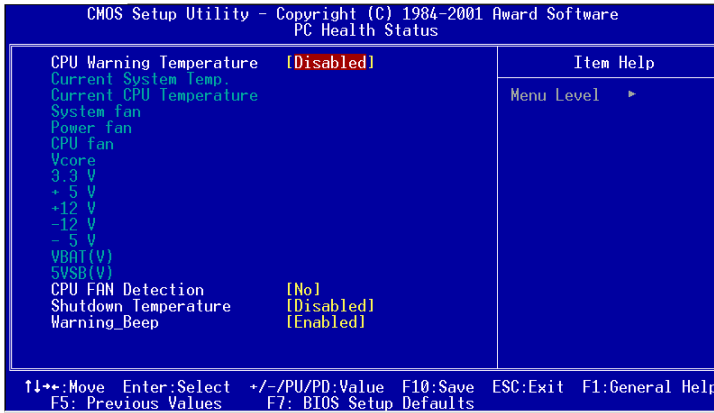 CMOS Setup Utility - Copyright (C) 1984-2001 Award Software
PC Health Status
CPU Warning Temperature [Disabled]
Current System Temp.
Current CPU Temperature
System fan
Power fan
CPU fan
Vcore
3.3 V
+ 5 V
+12 V
-12 V
- 5 V
VBAT(V)
5VSB(V)
CPU FAN Detection [No]
Shutdown Temperature [Disabled]
Warning_Beep [Enabled]
Item Help
Menu Level ►
↑↓→←:Move Enter:Select +/-/PU/PD:Value F10:Save ESC:Exit F1:General Help
F5: Previous Values F7: BIOS Setup Defaults